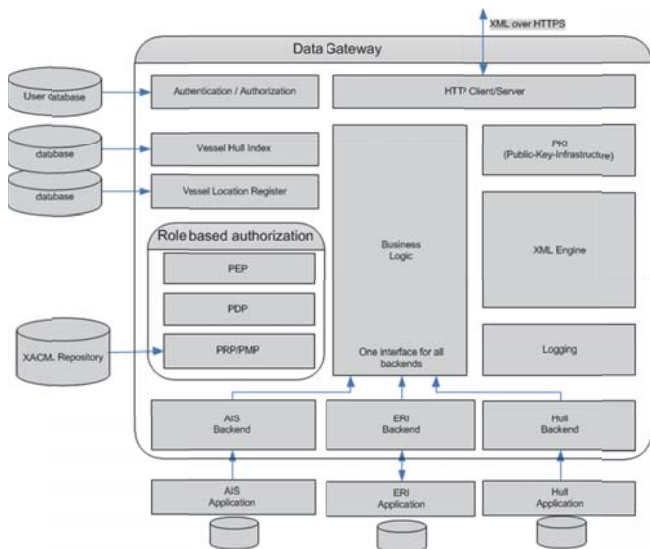 XML over HTTPS
Data Gateway
User database
Authentication / Authorization
HTTP Client/Server
database
Vessel Hull Index
PKI
(Public-Key-Infrastructure)
database
Vessel Location Register
Role based authorization
PEP
PDP
PRP/PMP
Business
Logic
XML Engine
XACML Repository
One interface for all
backends
Logging
AIS
Backend
ERI
Backend
Hull
Backend
AIS
Application
ERI
Application
Hull
Application